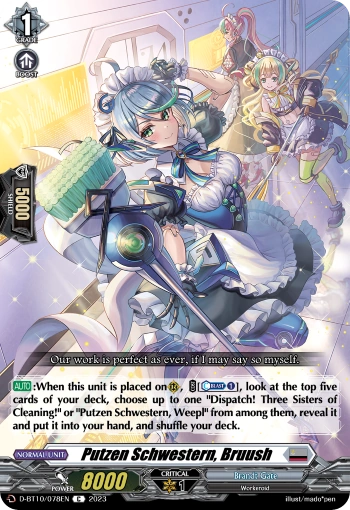 1
GRADE
BOOST
5000
SHIELD
Our work is perfect as ever, if I may say so myself.
AUTO:When this unit is placed on Ⓡ, [COUNTER BLAST 1], look at the top five
cards of your deck, choose up to one "Dispatch! Three Sisters of
Cleaning!" or "Putzen Schwestern, Weepl" from among them, reveal it
and put it into your hand, and shuffle your deck.
NORMAL UNIT
Putzen Schwestern, Bruush
POWER 8000
CRITICAL
1
Brandt Gate
Workeroid
D-BT10/078EN C 2023
illust/mado*pen